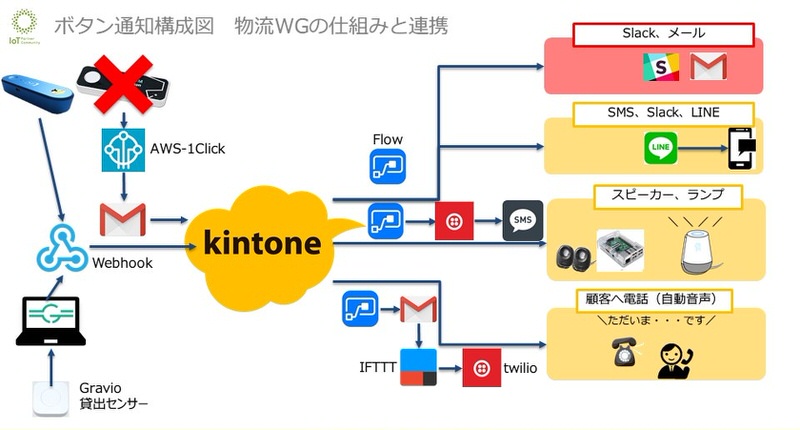 IoT
ボタン通知構成図　物流WGの仕組みと連携
Slack、メール
SMS、Slack、LINE
LINE
Flow
AWS-1Click
スピーカー、ランプ
SMS
kintone
Webhook
顧客へ電話（自動音声）
＼ただいま・・・です／
IFTTT
twilio
Gravio
貸出センサー